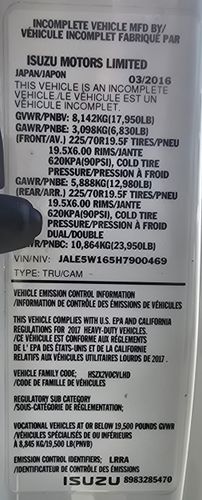 INCOMPLETE VEHICLE MFD BY/
VÉHICULE INCOMPLET FABRIQUÉ PAR
ISUZU MOTORS LIMITED
JAPAN/JAPON
03/2016
THIS VEHICLE IS AN INCOMPLETE
VEHICLE/LE VÉHICULE EST UN
VÉHICULE INCOMPLET
GVWR/PNBV: 8,142KG(17,950LB)
GAWR/PNBE: 3,098KG(6,830LB)
(FRONT/AV.) 225/70R19.5F TIRES/PNEU
19.5X6.00 RIMS/JANTE
620KPA(90PSI), COLD TIRE
PRESSURE/PRESSION À FROID
GAWR/PNBE: 5,888KG(12,980LB)
(REAR/ARR.) 225/70R19.5F TIRES/PNEU
19.5X6.00 RIMS/JANTE
620KPA(90PSI), COLD TIRE
PRESSURE/PRESSION À FROID
DUAL/DOUBLE
GCWR/PNBC: 10,864KG(23,950LB)
VIN/NIV: JALE5W165H7900469
TYPE: TRU/CAM
VEHICLE EMISSION CONTROL INFORMATION
/INFORMATION DE CONTRÔLE DES ÉMISSIONS DE VÉHICULES
THIS VEHICLE COMPLIES WITH U.S. EPA AND CALIFORNIA
REGULATIONS FOR 2017 HEAVY-DUTY VEHICLES.
/CE VÉHICULE EST CONFORME AUX RÈGLEMENTS
DE L' EPA DES ÉTATS-UNIS ET DE LA CALIFORNIE
RELATIFS AUX VÉHICULES UTILITAIRES LOURDS DE 2017.
VEHICLE FAMILY CODE: HSZX2VOCVLHD
/CODE DE FAMILLE DE VÉHICULES
REGULATORY SUB CATEGORY
/SOUS-CATÉGORIE DE RÉGLEMENTATION:
VOCATIONAL VEHICLES AT OR BELOW 19,500 POUNDS GVWR
/VÉHICULES SPÉCIALISÉS DE OU INFÉRIEURS
À 8,845 KG/19,500 LB(PNVB)
EMISSION CONTROL IDENTIFIERS: LRRA
/IDENTIFICATEUR DE CONTRÔLE DES ÉMISSIONS
ISUZU 8983285470